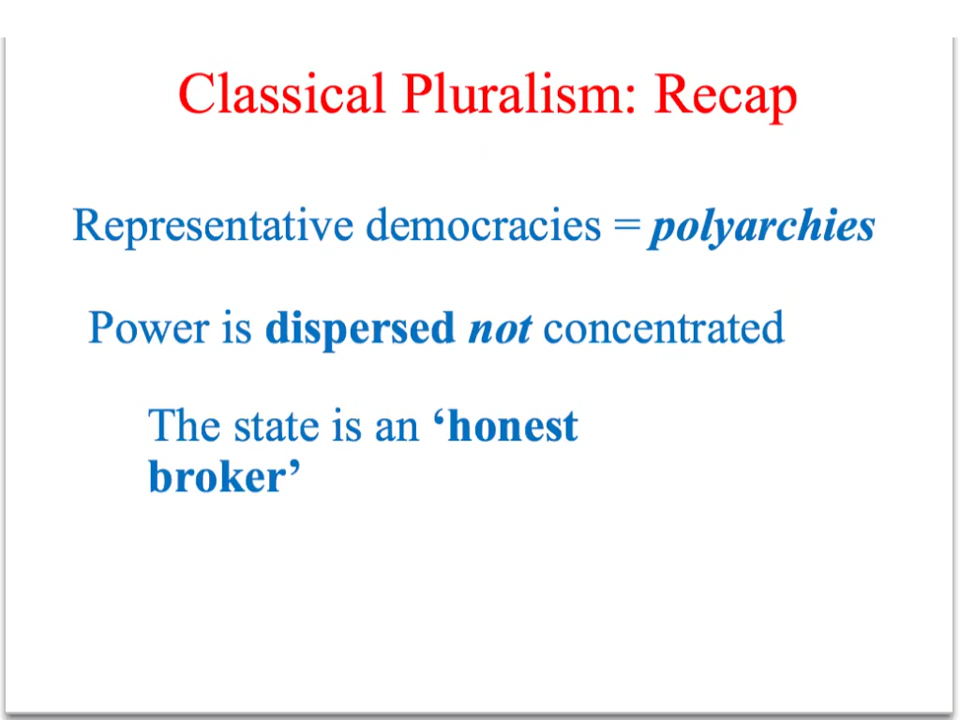 Classical Pluralism: Recap
Representative democracies = polyarchies
Power is dispersed not concentrated
The state is an ‘honest
broker’